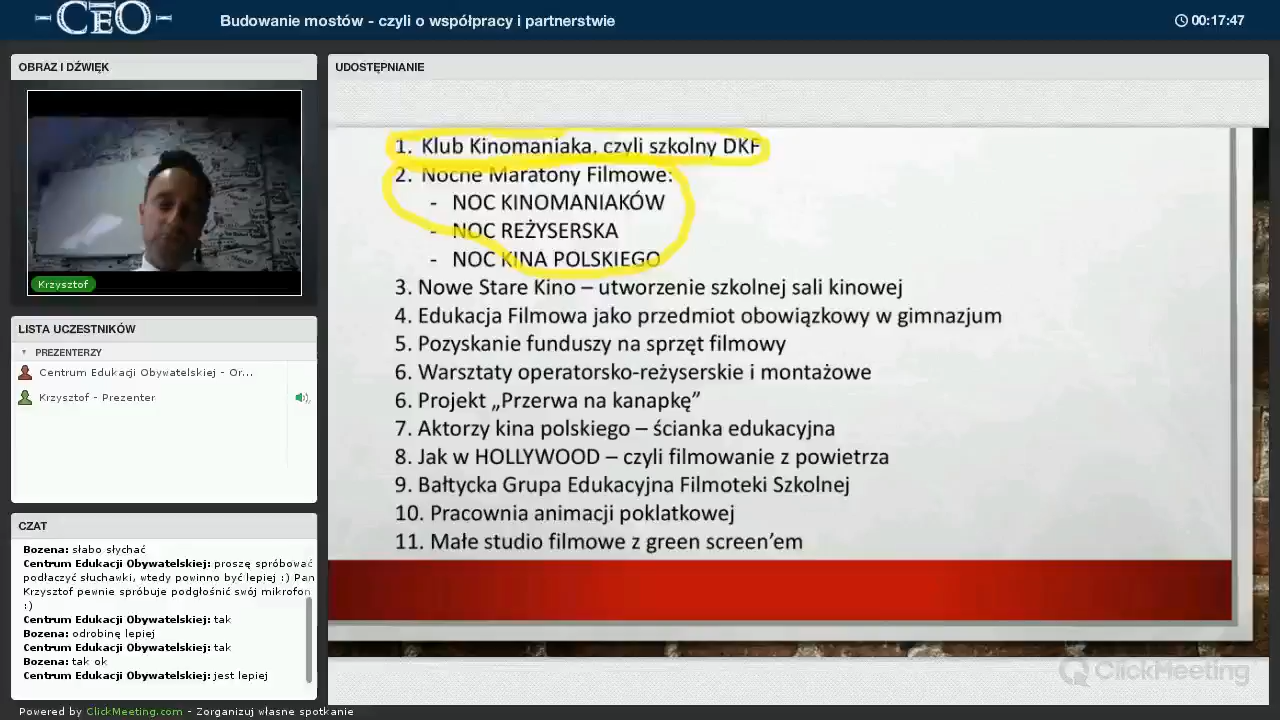 CEO
Budowanie mostów - czyli o współpracy i partnerstwie
00:17:47
OBRAZ I DŹWIĘK
Krzysztof
LISTA UCZESTNIKÓW
PREZENTERZY
Centrum Edukacji Obywatelskiej - Or...
Krzysztof - Prezenter
CZAT
Bozena: słabo słychać
Centrum Edukacji Obywatelskiej: proszę spróbować
podłaczyć słuchawki, wtedy powinno być lepiej :) Pan
Krzysztof pewnie spróbuje podgłośnić swój mikrofon
:)
Centrum Edukacji Obywatelskiej: tak
Bozena: odrobinę lepiej
Centrum Edukacji Obywatelskiej: tak
Bozena: tak ok
Centrum Edukacji Obywatelskiej: jest lepiej
UDOSTĘPNIANIE
1. Klub Kinomaniaka, czyli szkolny DKF
2. Nocne Maratony Filmowe:
- NOC KINOMANIAKÓW
- NOC REŻYSERSKA
- NOC KINA POLSKIEGO
3. Nowe Stare Kino – utworzenie szkolnej sali kinowej
4. Edukacja Filmowa jako przedmiot obowiązkowy w gimnazjum
5. Pozyskanie funduszy na sprzęt filmowy
6. Warsztaty operatorsko-reżyserskie i montażowe
6. Projekt „Przerwa na kanapkę”
7. Aktorzy kina polskiego – ścianka edukacyjna
8. Jak w HOLLYWOOD – czyli filmowanie z powietrza
9. Bałtycka Grupa Edukacyjna Filmoteki Szkolnej
10. Pracownia animacji poklatkowej
11. Małe studio filmowe z green screen’em
ClickMeeting
Powered by ClickMeeting.com - Zorganizuj własne spotkanie